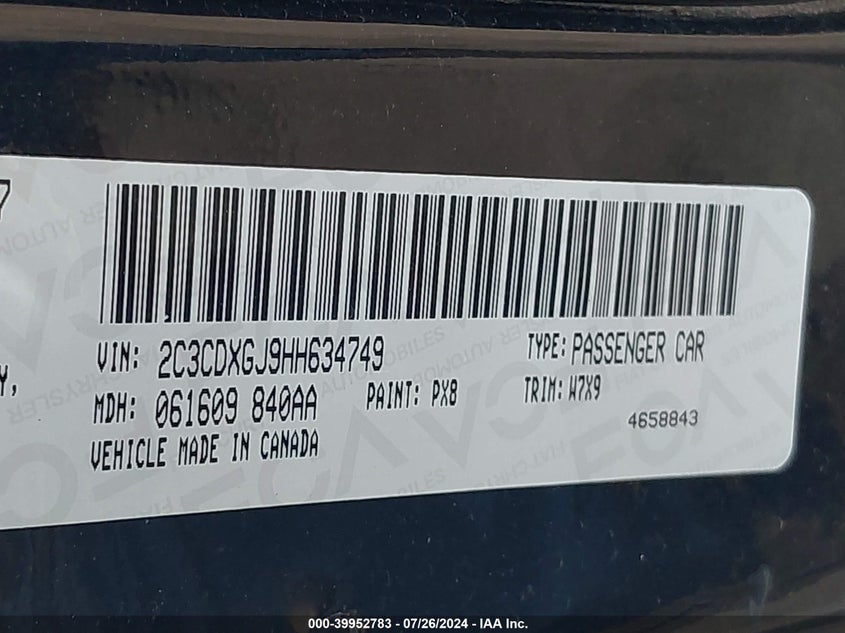 7
Y,
VIN: 2C3CDXGJ9HH634749
TYPE: PASSENGER CAR
MDH: 061609 840AA
PAINT: PX8
TRIM: W7X9
VEHICLE MADE IN CANADA
4658843
000-39952783 - 07/26/2024 - IAA Inc.